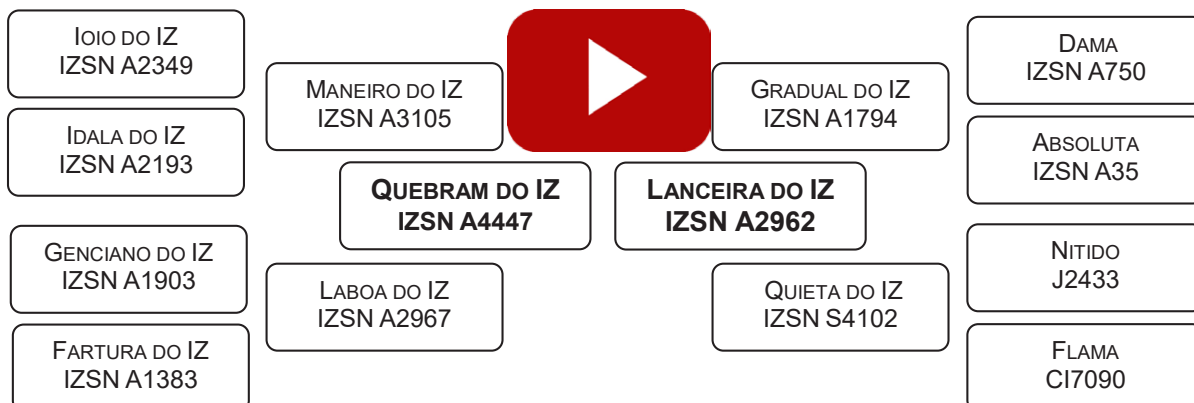 IOIO DO IZ
IZSN A2349
IDALA DO IZ
IZSN A2193
GENCIANO DO IZ
IZSN A1903
FARTURA DO IZ
IZSN A1383
MANEIRO DO IZ
IZSN A3105
LABOA DO IZ
IZSN A2967
QUEBRAM DO IZ
IZSN A4447
LANCEIRA DO IZ
IZSN A2962
GRADUAL DO IZ
IZSN A1794
QUIETA DO IZ
IZSN S4102
DAMA
IZSN A750
ABSOLUTA
IZSN A35
NITIDO
J2433
FLAMA
CI7090